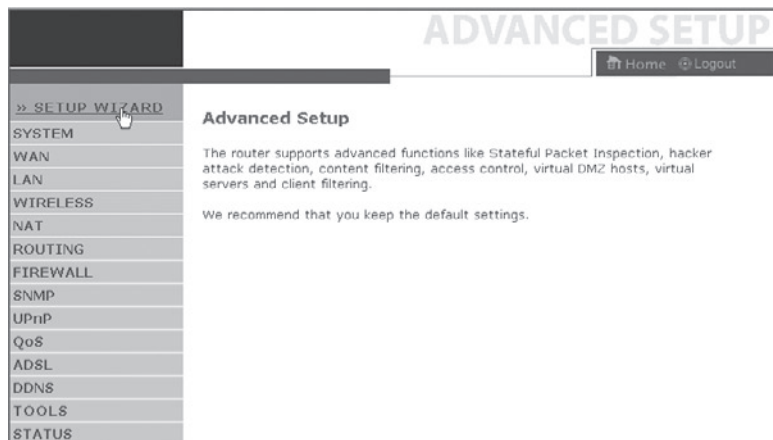 ADVANCED SETUP
Home Logout
» SETUP WIZARD
SYSTEM
WAN
LAN
WIRELESS
NAT
ROUTING
FIREWALL
SNMP
UPnP
QoS
ADSL
DDNS
TOOLS
STATUS
Advanced Setup
The router supports advanced functions like Stateful Packet Inspection, hacker
attack detection, content filtering, access control, virtual DMZ hosts, virtual
servers and client filtering.
We recommend that you keep the default settings.